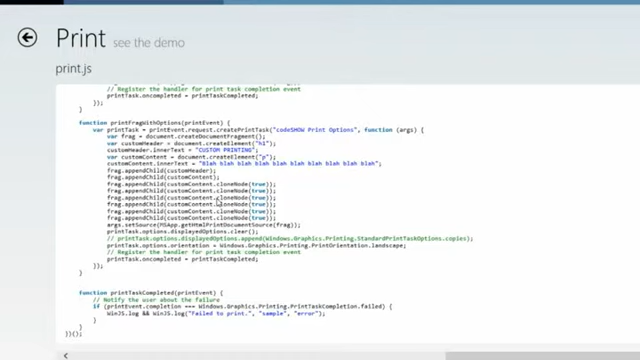 Print see the demo
print.js
// Register the handler for print task completion event
printTask.oncompleted = printTaskCompleted;
});
}
function printFragWithOptions(printEvent) {
var printTask = printEvent.request.createPrintTask("codeSHOW Print Options", function (args) {
var frag = document.createDocumentFragment();
var customHeader = document.createElement("h1");
customHeader.innerText = "CUSTOM PRINTING";
var customContent = document.createElement("p");
customContent.innerText = "Blah blah blah blah blah blah blah blah blah blah";
frag.appendChild(customHeader);
frag.appendChild(customContent);
frag.appendChild(customContent.cloneNode(true));
frag.appendChild(customContent.cloneNode(true));
frag.appendChild(customContent.cloneNode(true));
frag.appendChild(customContent.cloneNode(true));
frag.appendChild(customContent.cloneNode(true));
frag.appendChild(customContent.cloneNode(true));
args.setSource(MSApp.getHtmlPrintDocumentSource(frag));
printTask.options.displayedOptions.clear();
// printTask.options.displayedOptions.append(Windows.Graphics.Printing.StandardPrintTaskOptions.copies);
printTask.options.orientation = Windows.Graphics.Printing.PrintOrientation.landscape;
// Register the handler for print task completion event
printTask.oncompleted = printTaskCompleted;
});
}
function printTaskCompleted(printEvent) {
// Notify the user about the failure
if (printEvent.completion === Windows.Graphics.Printing.PrintTaskCompletion.failed) {
WinJS.log && WinJS.log("Failed to print.", "sample", "error");
}
}
})();